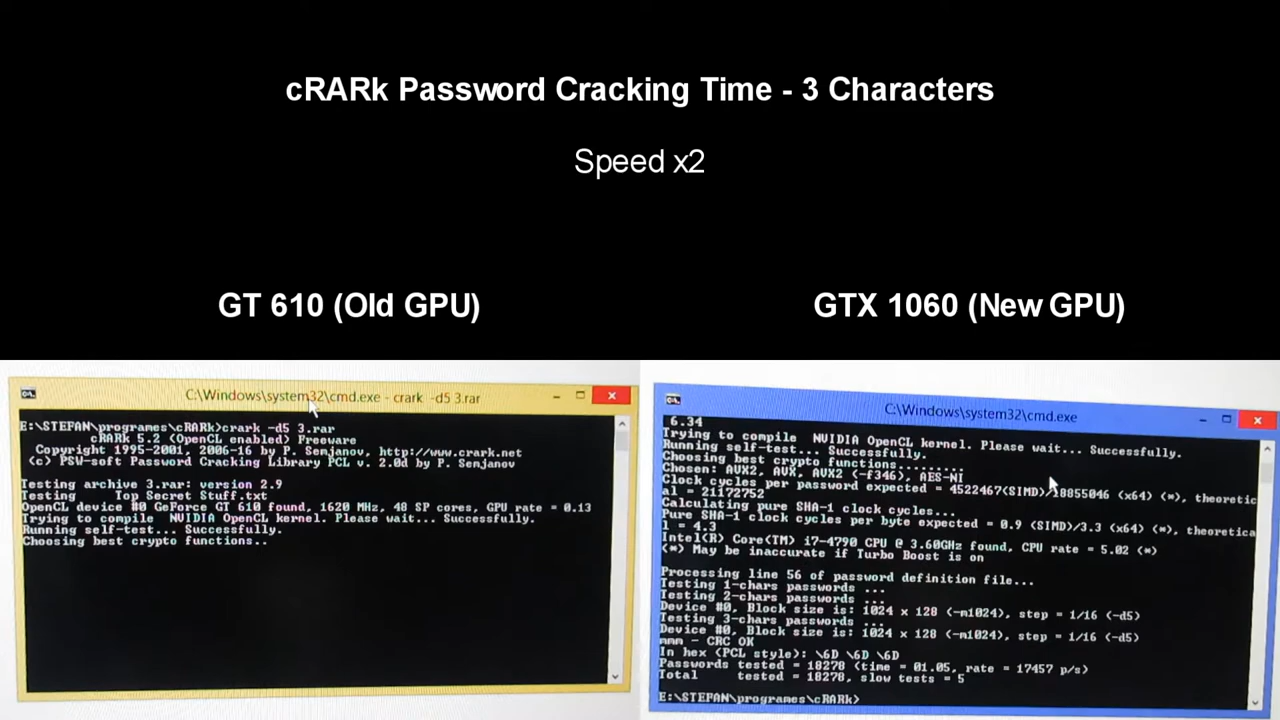 cRARk Password Cracking Time - 3 Characters
Speed x2
GT 610 (Old GPU)
GTX 1060 (New GPU)
C:\Windows\system32\cmd.exe - crark -d5 3.rar
E:\STEFAN\programes\cRARk>crark -d5 3.rar
cRARk 5.2 (OpenCL enabled) Freeware
Copyright 1995-2001, 2006-16 by P. Semjanov, http://www.crark.net
(c) PSW-soft Password Cracking Library PCL v. 2.0d by P. Semjanov
Testing archive 3.rar: version 2.9
Testing Top Secret Stuff.txt
OpenCL device #0 GeForce GT 610 found, 1620 MHz, 48 SP cores, GPU rate = 0.13
Trying to compile NVIDIA OpenCL kernel. Please wait... Successfully.
Running self-test... Successfully.
Choosing best crypto functions..
C:\Windows\system32\cmd.exe
6.34
Trying to compile NVIDIA OpenCL kernel. Please wait... Successfully.
Running self-test... Successfully.
Choosing best crypto functions.........
Chosen: AVX2, AVX, AVX2 (-f346), AES-NI
Clock cycles per password expected = 4522467(SIMD)/18855046 (x64) (*), theoretic
al = 21172752
Calculating pure SHA-1 clock cycles...
Pure SHA-1 clock cycles per byte expected = 0.9 (SIMD)/3.3 (x64) (*), theoretica
l = 4.3
Intel(R) Core(TM) i7-4790 CPU @ 3.60GHz found, CPU rate = 5.02 (*)
(*) May be inaccurate if Turbo Boost is on
Processing line 56 of password definition file...
Testing 1-chars passwords ...
Testing 2-chars passwords ...
Device #0, Block size is: 1024 x 128 (-m1024), step = 1/16 (-d5)
Testing 3-chars passwords ...
Device #0, Block size is: 1024 x 128 (-m1024), step = 1/16 (-d5)
mmm - CRC OK
In hex (PCL style): \6D \6D \6D
Passwords tested = 18278 (time = 01.05, rate = 17457 p/s)
Total tested = 18278, slow tests = 5
E:\STEFAN\programes\cRARk>